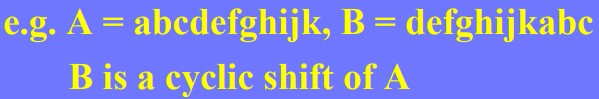 e.g. A = abcdefghijk, B = defghijkabc
B is a cyclic shift of A